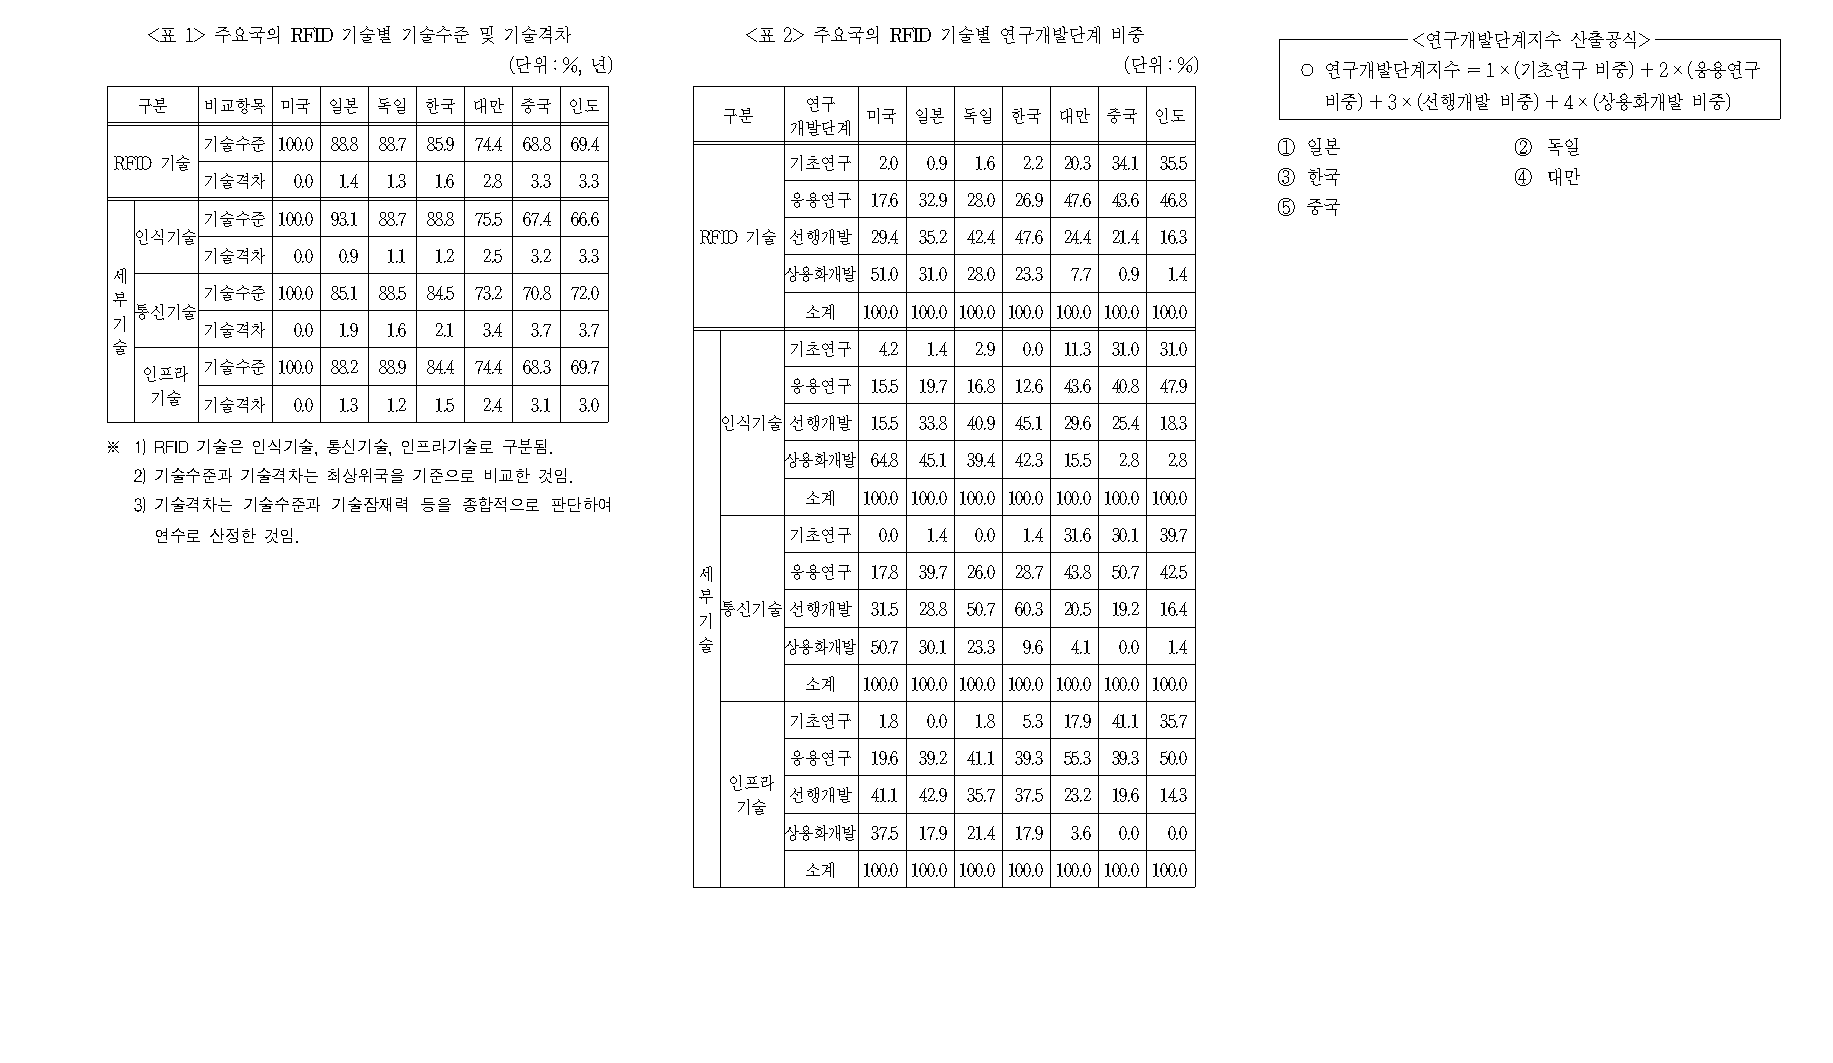 <표 1> 주요국의 RFID 기술별 기술수준 및 기술격차
(단위:%, 년)
구분 비교항목 미국 일본 독일 한국 대만 중국 인도
RFID 기술 기술수준 100.0 88.8 88.7 85.9 74.4 68.8 69.4
기술격차 0.0 1.4 1.3 1.6 2.8 3.3 3.3
세부기술 인식기술 기술수준 100.0 93.1 88.7 88.8 75.5 67.4 66.6
기술격차 0.0 0.9 1.1 1.2 2.5 3.2 3.3
통신기술 기술수준 100.0 85.1 88.5 84.5 73.2 70.8 72.0
기술격차 0.0 1.9 1.6 2.1 3.4 3.7 3.7
인프라 기술 기술수준 100.0 88.2 88.9 84.4 74.4 68.3 69.7
기술격차 0.0 1.3 1.2 1.5 2.4 3.1 3.0
※ 1) RFID 기술은 인식기술, 통신기술, 인프라기술로 구분됨.
2) 기술수준과 기술격차는 최상위국을 기준으로 비교한 것임.
3) 기술격차는 기술수준과 기술잠재력 등을 종합적으로 판단하여
연수로 산정한 것임.
<표 2> 주요국의 RFID 기술별 연구개발단계 비중
(단위:%)
구분 연구개발단계 미국 일본 독일 한국 대만 중국 인도
RFID 기술 기초연구 2.0 0.9 1.6 2.2 20.3 34.1 35.5
응용연구 17.6 32.9 28.0 26.9 47.6 43.6 46.8
선행개발 29.4 35.2 42.4 47.6 24.4 21.4 16.3
상용화개발 51.0 31.0 28.0 23.3 7.7 0.9 1.4
소계 100.0 100.0 100.0 100.0 100.0 100.0 100.0
세부기술 인식기술 기초연구 4.2 1.4 2.9 0.0 11.3 31.0 31.0
응용연구 15.5 19.7 16.8 12.6 43.6 40.8 47.9
선행개발 15.5 33.8 40.9 45.1 29.6 25.4 18.3
상용화개발 64.8 45.1 39.4 42.3 15.5 2.8 2.8
소계 100.0 100.0 100.0 100.0 100.0 100.0 100.0
통신기술 기초연구 0.0 1.4 0.0 1.4 31.6 30.1 39.7
응용연구 17.8 39.7 26.0 28.7 43.8 50.7 42.5
선행개발 31.5 28.8 50.7 60.3 20.5 19.2 16.4
상용화개발 50.7 30.1 23.3 9.6 4.1 0.0 1.4
소계 100.0 100.0 100.0 100.0 100.0 100.0 100.0
인프라 기술 기초연구 1.8 0.0 1.8 5.3 17.9 41.1 35.7
응용연구 19.6 39.2 41.1 39.3 55.3 39.3 50.0
선행개발 41.1 42.9 35.7 37.5 23.2 19.6 14.3
상용화개발 37.5 17.9 21.4 17.9 3.6 0.0 0.0
소계 100.0 100.0 100.0 100.0 100.0 100.0 100.0
<연구개발단계지수 산출공식>
○ 연구개발단계지수 = 1×(기초연구 비중) + 2×(응용연구
비중) + 3×(선행개발 비중) + 4×(상용화개발 비중)
① 일본 ② 독일
③ 한국 ④ 대만
⑤ 중국